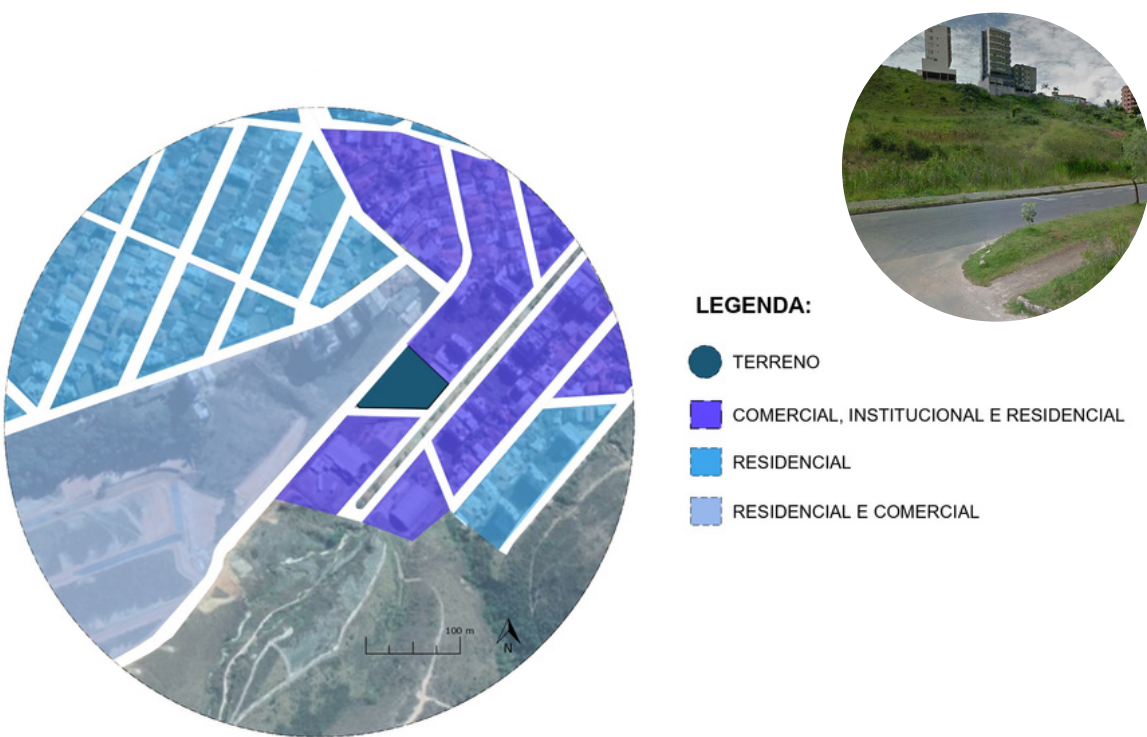 LEGENDA:
TERRENO
COMERCIAL, INSTITUCIONAL E RESIDENCIAL
RESIDENCIAL
RESIDENCIAL E COMERCIAL
100 m
N